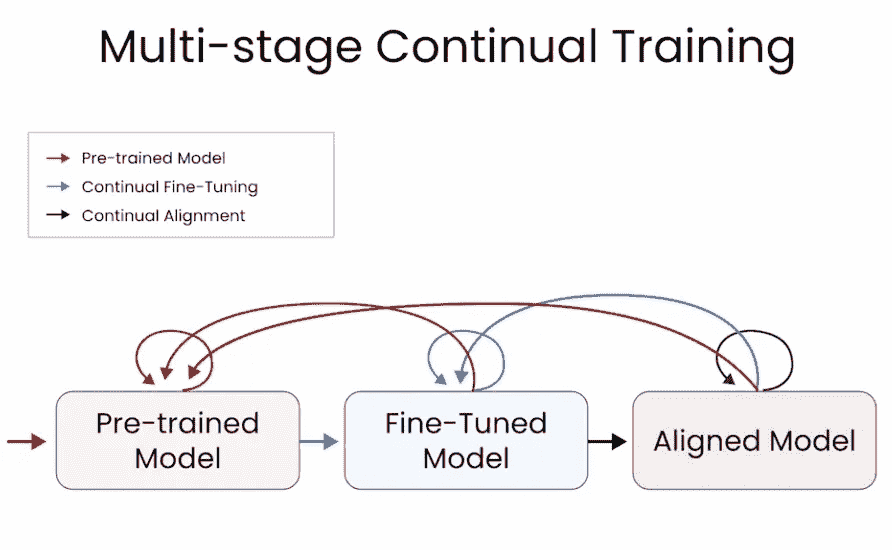 Multi-stage Continual Training
Pre-trained Model
Continual Fine-Tuning
Continual Alignment
Pre-trained
Model
Fine-Tuned
Model
Aligned Model